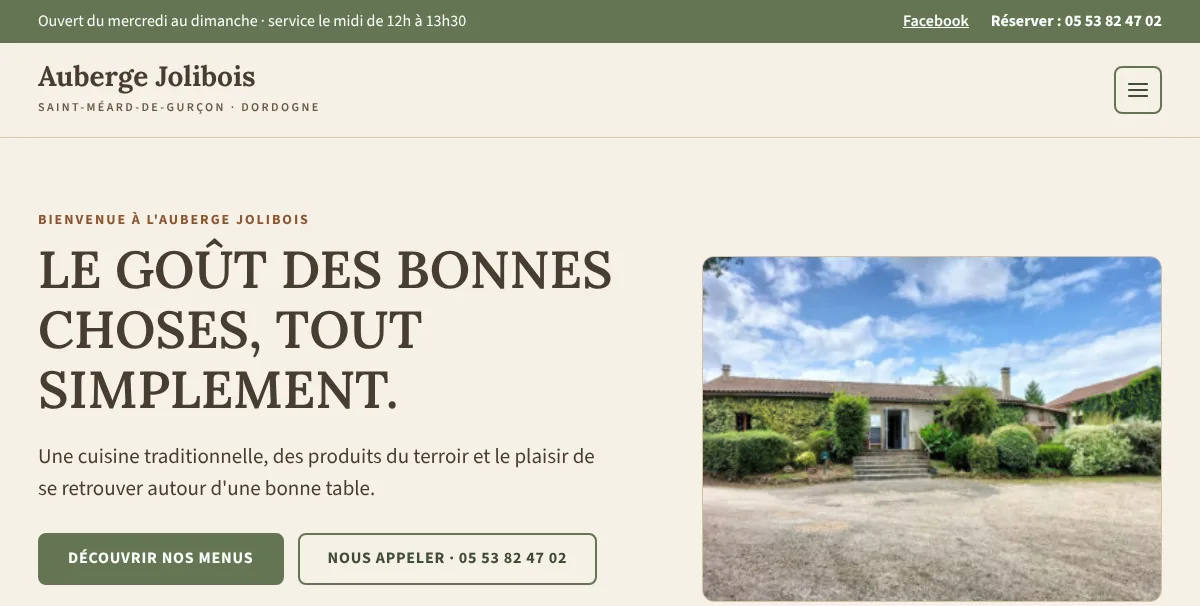 Ouvert du mercredi au dimanche · service le midi de 12h à 13h30
Facebook
Réserver : 05 53 82 47 02
Auberge Jolibois
SAINT-MÉARD-DE-GURÇON · DORDOGNE
BIENVENUE À L'AUBERGE JOLIBOIS
LE GOÛT DES BONNES
CHOSES, TOUT
SIMPLEMENT.
Une cuisine traditionnelle, des produits du terroir et le plaisir de
se retrouver autour d'une bonne table.
DÉCOUVRIR NOS MENUS
NOUS APPELER · 05 53 82 47 02